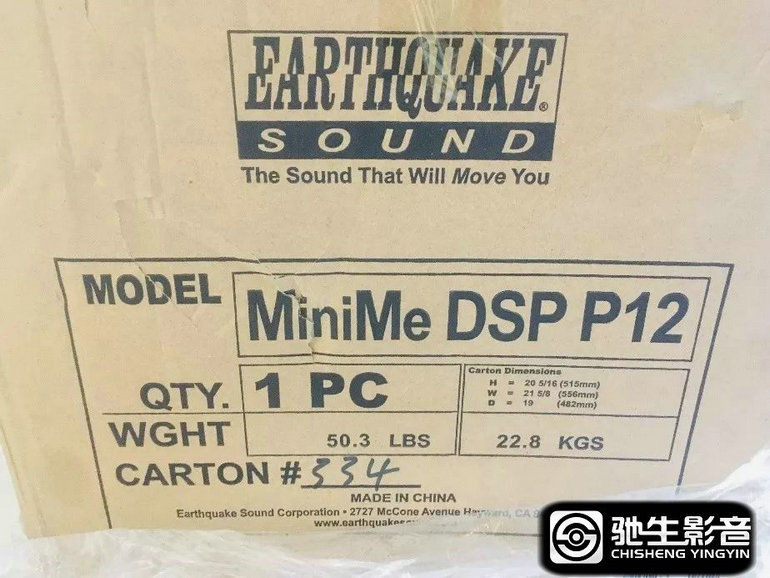 EARTHQUAKE®
SOUND
The Sound That Will Move You
MODEL MiniMe DSP P12
QTY. 1 PC
Carton Dimensions
H = 20 5/16 (515mm)
W = 21 5/8 (556mm)
D = 19 (482mm)
WGHT 50.3 LBS 22.8 KGS
CARTON # 334
MADE IN CHINA
Earthquake Sound Corporation • 2727 McCone Avenue Hayward, CA
www.earthquakes
驰生影音
CHISHENG YINGYIN